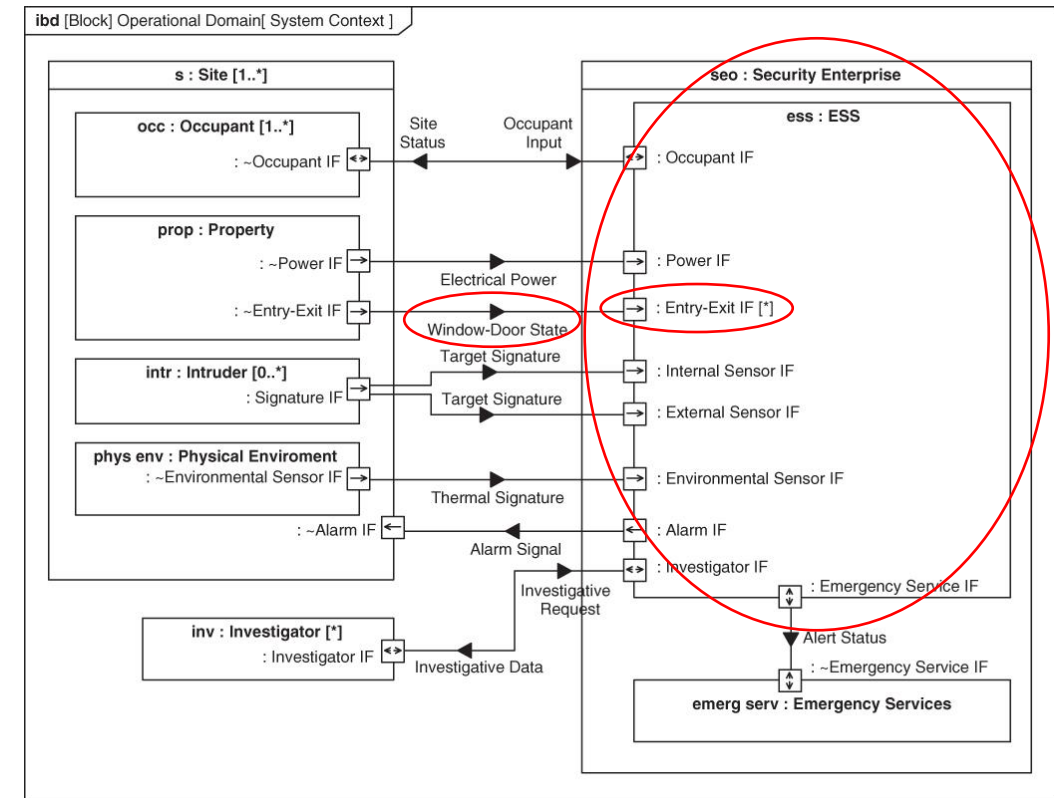 ibd [Block] Operational Domain[ System Context ]
s : Site [1..*]
occ : Occupant [1..*]
: ~Occupant IF
prop : Property
: ~Power IF
: ~Entry-Exit IF
intr : Intruder [0..*]
: Signature IF
phys env : Physical Enviroment
: ~Environmental Sensor IF
: ~Alarm IF
inv : Investigator [*]
: Investigator IF
Site
Status
Occupant
Input
Electrical Power
Window-Door State
Target Signature
Target Signature
Thermal Signature
Alarm Signal
Investigative
Request
Investigative Data
seo : Security Enterprise
ess : ESS
: Occupant IF
: Power IF
: Entry-Exit IF [*]
: Internal Sensor IF
: External Sensor IF
: Environmental Sensor IF
: Alarm IF
: Investigator IF
: Emergency Service IF
Alert Status
: ~Emergency Service IF
emerg serv : Emergency Services